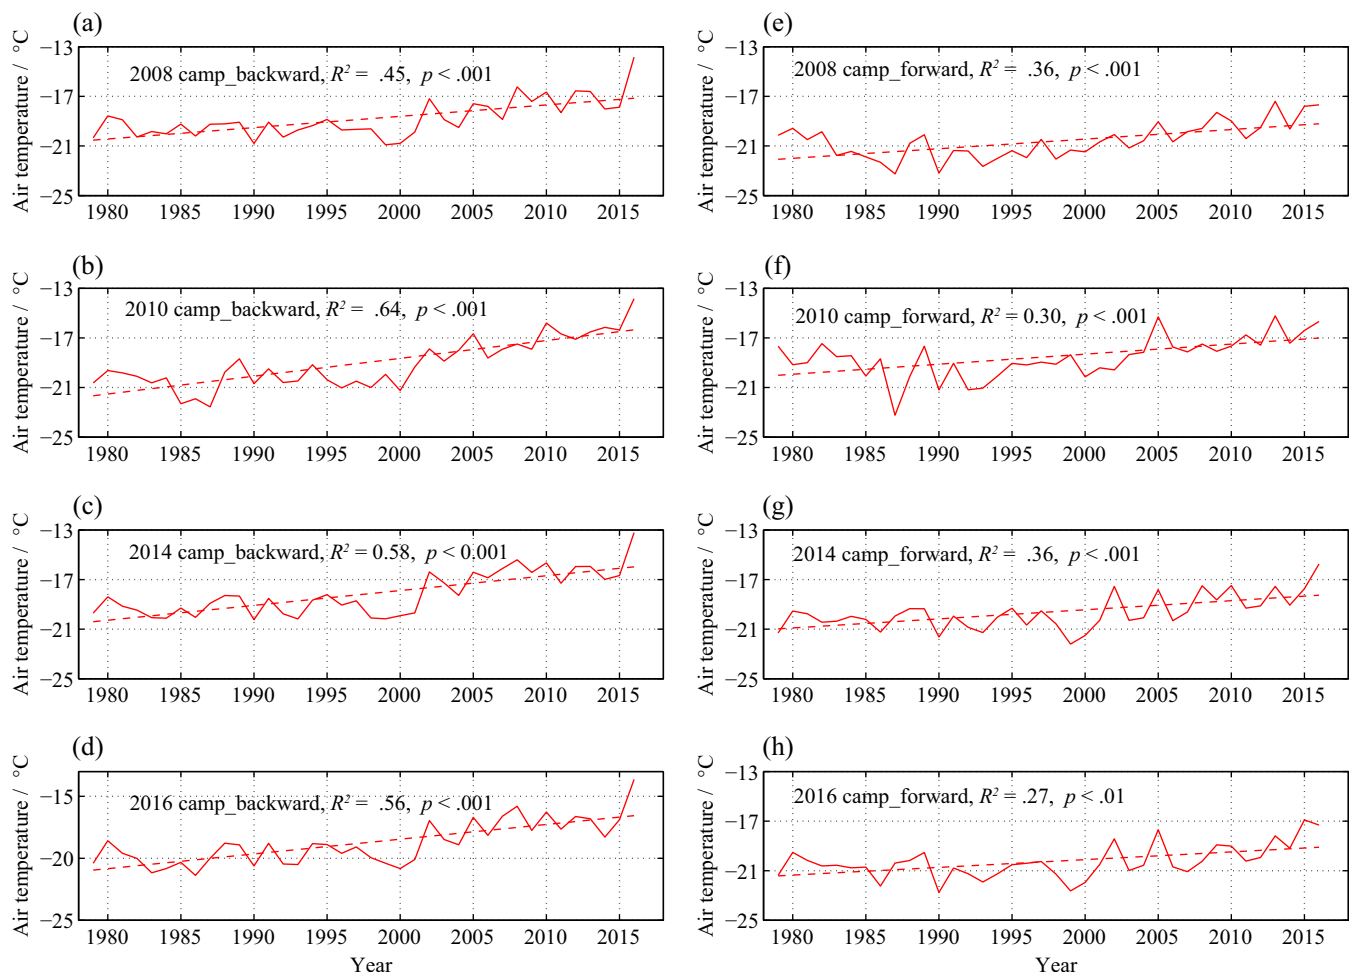 (a)
Air temperature / °C
−13
−17
−21
−25
2008 camp_backward, R² = .45, p < .001
1980 1985 1990 1995 2000 2005 2010 2015
(e)
Air temperature / °C
−13
−17
−21
−25
2008 camp_forward, R² = .36, p < .001
1980 1985 1990 1995 2000 2005 2010 2015
(b)
Air temperature / °C
−13
−17
−21
−25
2010 camp_backward, R² = .64, p < .001
1980 1985 1990 1995 2000 2005 2010 2015
(f)
Air temperature / °C
−13
−17
−21
−25
2010 camp_forward, R² = 0.30, p < .001
1980 1985 1990 1995 2000 2005 2010 2015
(c)
Air temperature / °C
−13
−17
−21
−25
2014 camp_backward, R² = 0.58, p < 0.001
1980 1985 1990 1995 2000 2005 2010 2015
(g)
Air temperature / °C
−13
−17
−21
−25
2014 camp_forward, R² = .36, p < .001
1980 1985 1990 1995 2000 2005 2010 2015
(d)
Air temperature / °C
−15
−20
−25
2016 camp_backward, R² = .56, p < .001
1980 1985 1990 1995 2000 2005 2010 2015
Year
(h)
Air temperature / °C
−13
−17
−21
−25
2016 camp_forward, R² = .27, p < .01
1980 1985 1990 1995 2000 2005 2010 2015
Year